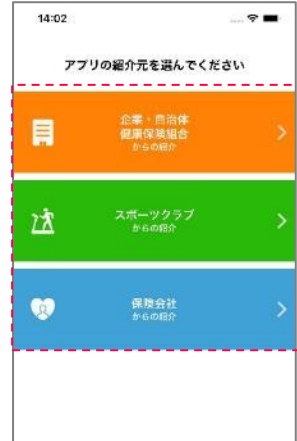 14:02
アプリの紹介元を選んでください
企業・自治体
健康保険組合
からの紹介
スポーツクラブ
からの紹介
保険会社
からの紹介